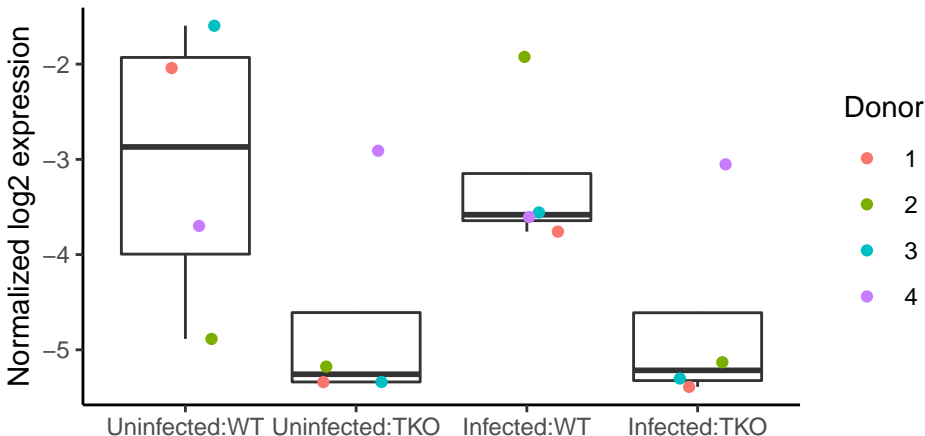 Normalized log2 expression
−2
−3
−4
−5
Uninfected:WT Uninfected:TKO Infected:WT Infected:TKO
Donor
1
2
3
4